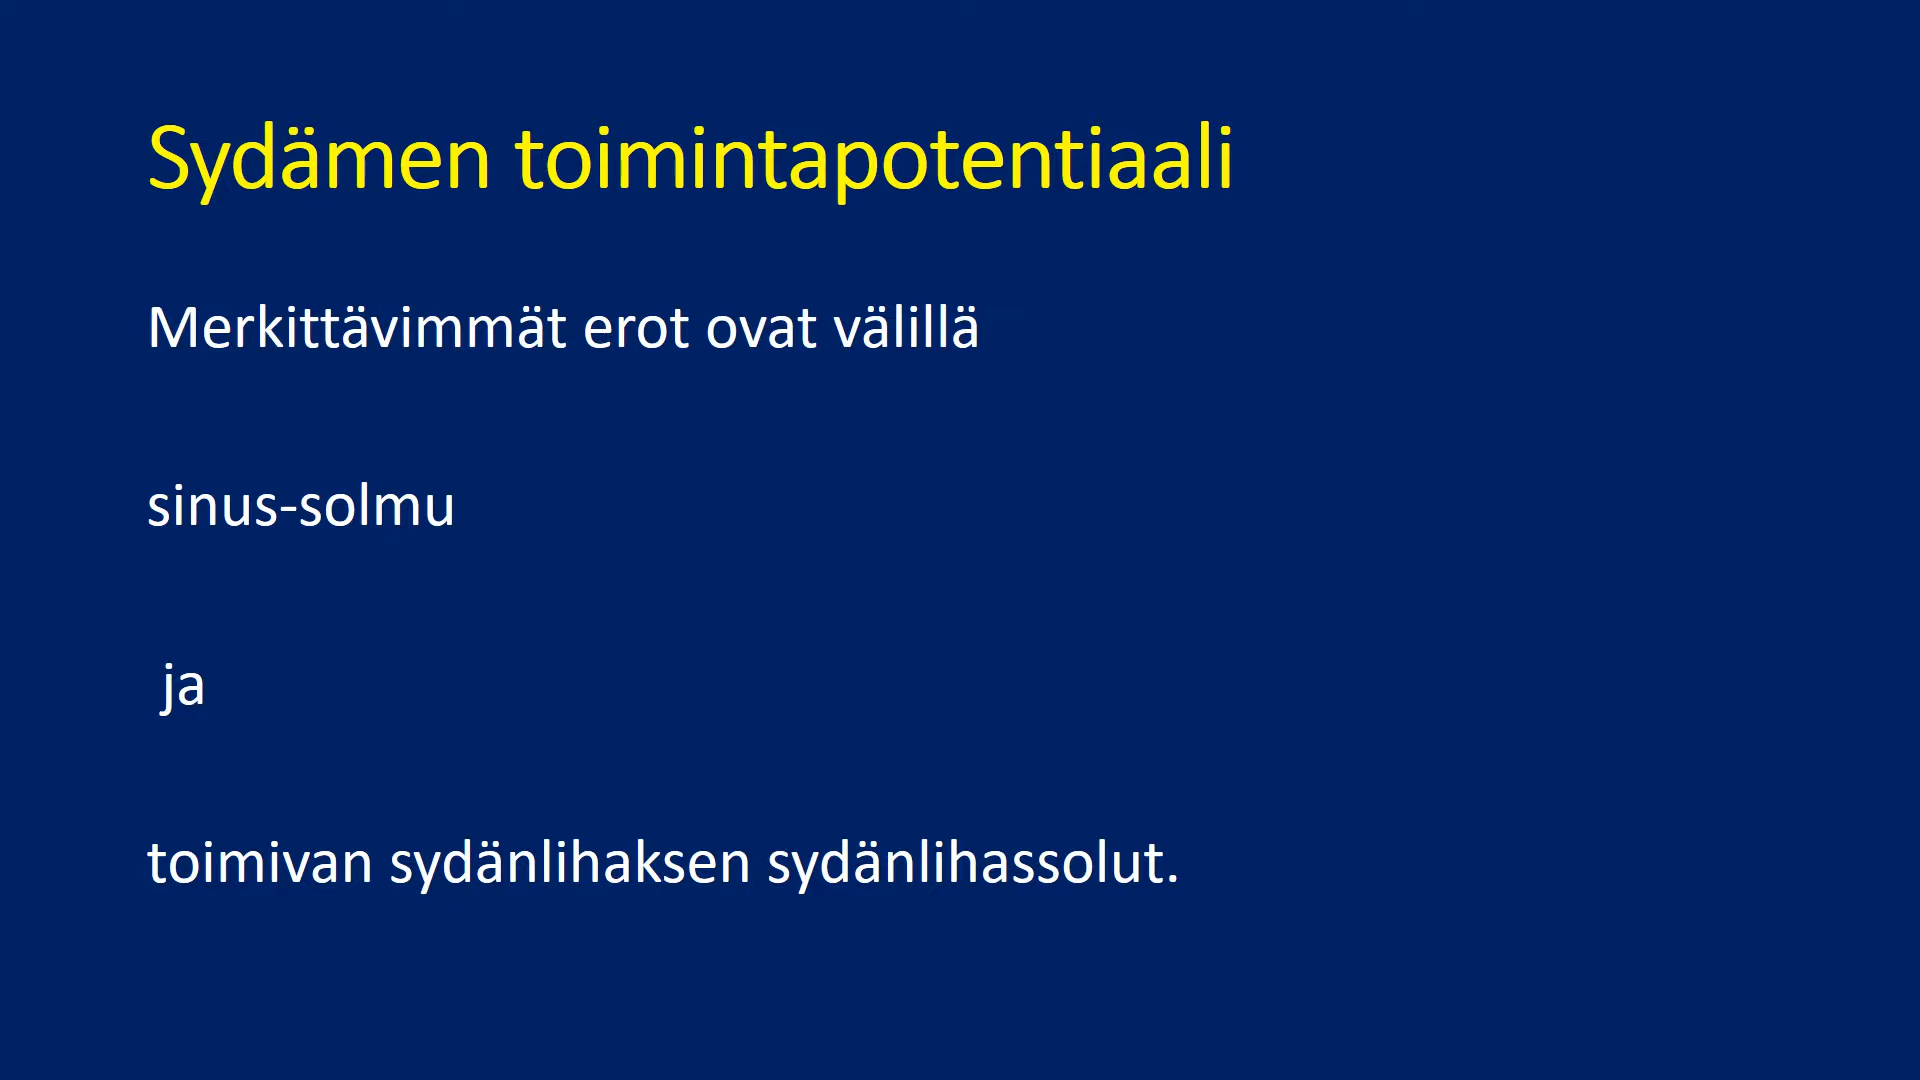 Sydämen toimintapotentiaali
Merkittävimmät erot ovat välillä
sinus-solmu
ja
toimivan sydänlihaksen sydänlihassolut.